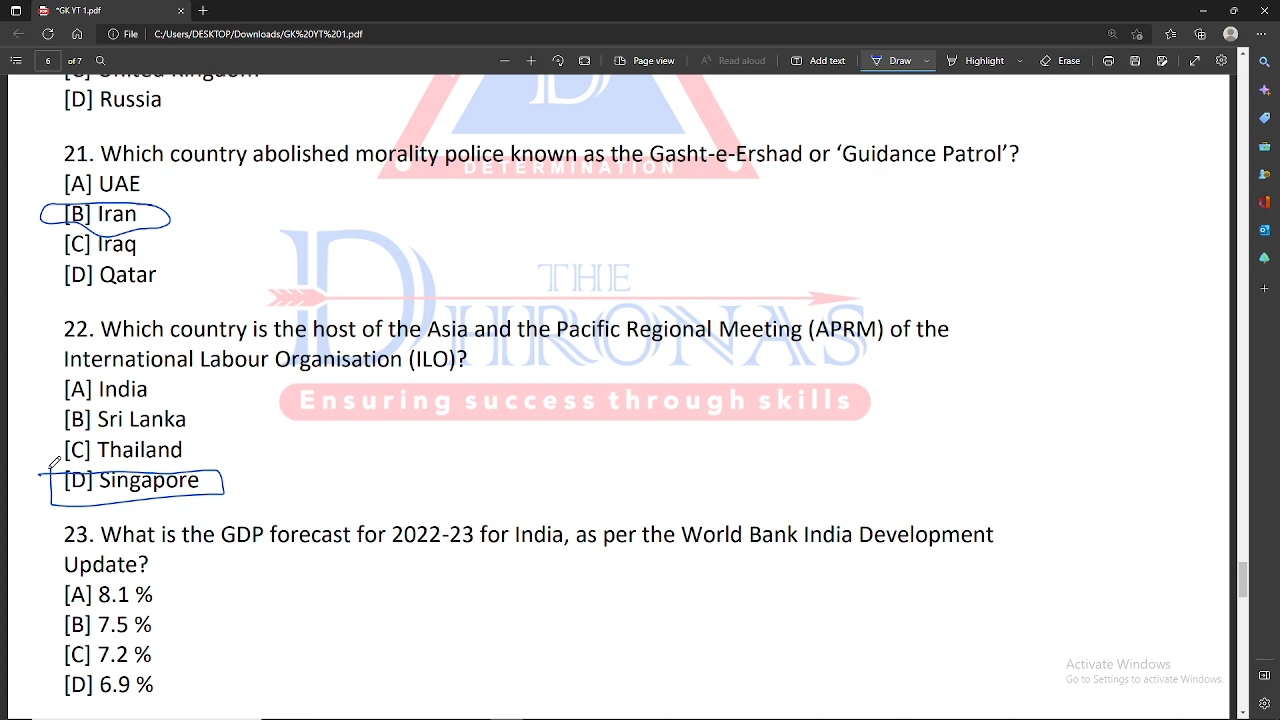 *GK YT 1.pdf
File C:/Users/DESKTOP/Downloads/GK%20YT%201.pdf
6 of 7 Page view Read aloud Add text Draw Highlight Erase
[C] United Kingdom
[D] Russia
21. Which country abolished morality police known as the Gasht-e-Ershad or ‘Guidance Patrol’?
[A] UAE
[B] Iran
[C] Iraq
[D] Qatar
22. Which country is the host of the Asia and the Pacific Regional Meeting (APRM) of the
International Labour Organisation (ILO)?
[A] India
[B] Sri Lanka
[C] Thailand
[D] Singapore
23. What is the GDP forecast for 2022-23 for India, as per the World Bank India Development
Update?
[A] 8.1 %
[B] 7.5 %
[C] 7.2 %
[D] 6.9 %
D
DETERMINATION
THE
DHRONAS
Ensuring success through skills
Activate Windows
Go to Settings to activate Windows.